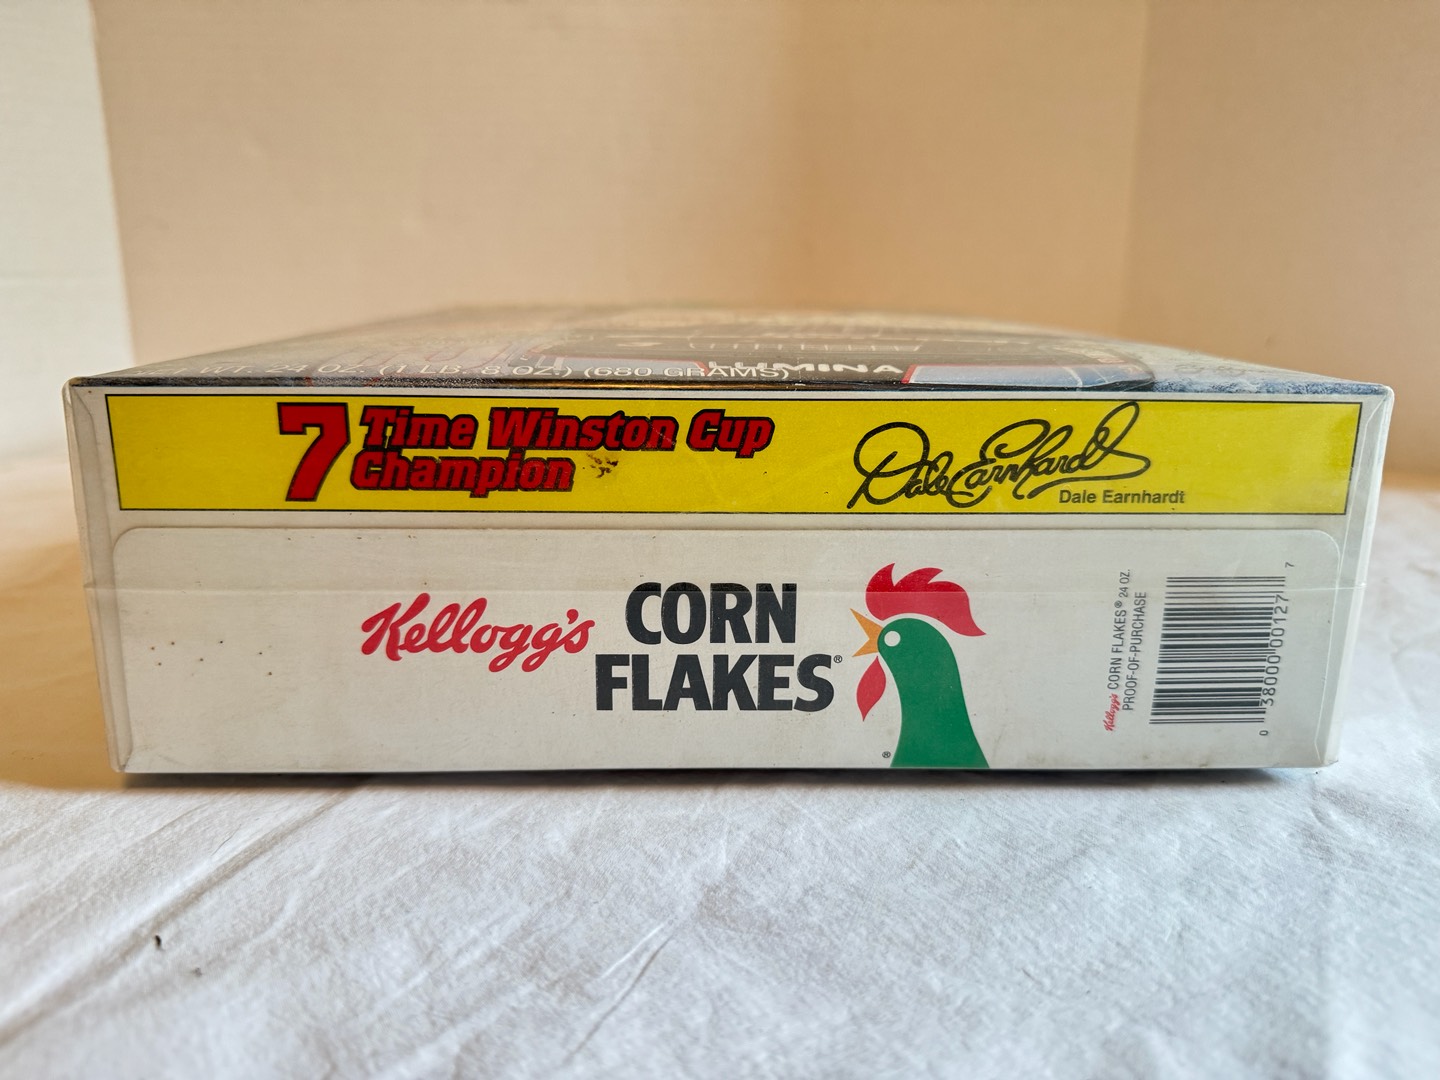 WT. 24 OZ. (1 LB. 8 OZ.) (680 GRAMS)
LUMINA
7 Time Winston Cup
Champion
Dale Earnhardt
Dale Earnhardt
Kellogg's CORN
FLAKES®
®
Kellogg's CORN FLAKES® 24 OZ.
PROOF-OF-PURCHASE
0 38000 00127 7